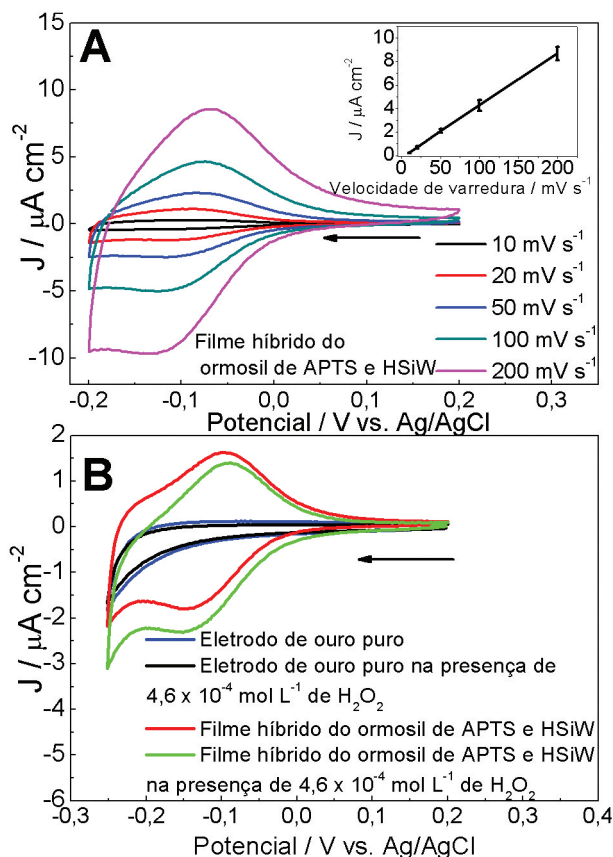 A
J / µA cm⁻²
10
5
0
-5
-10
-0,2
-0,1
0,0
0,1
0,2
0,3
Potencial / V vs. Ag/AgCl
J / µA cm⁻²
10
8
6
4
2
0
0
50
100
150
200
Velocidade de varredura / mV s⁻¹
10 mV s⁻¹
20 mV s⁻¹
50 mV s⁻¹
100 mV s⁻¹
200 mV s⁻¹
Filme híbrido do
ormosil de APTS e HSiW
B
J / µA cm⁻²
2
1
0
-1
-2
-3
-4
-5
-6
-0,3
-0,2
-0,1
0,0
0,1
0,2
0,3
0,4
Potencial / V vs. Ag/AgCl
Eletrodo de ouro puro
Eletrodo de ouro puro na presença de
4,6 x 10⁻⁴ mol L⁻¹ de H₂O₂
Filme híbrido do ormosil de APTS e HSiW
Filme híbrido do ormosil de APTS e HSiW
na presença de 4,6 x 10⁻⁴ mol L⁻¹ de H₂O₂